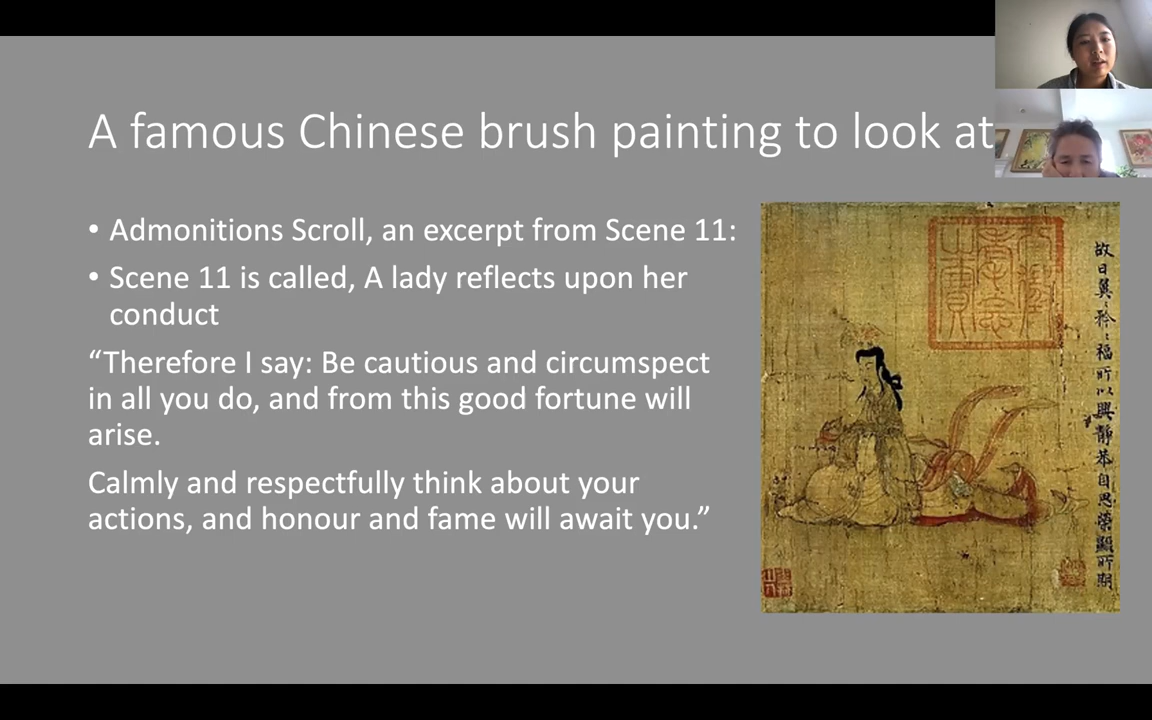 A famous Chinese brush painting to look at
• Admonitions Scroll, an excerpt from Scene 11:
• Scene 11 is called, A lady reflects upon her
conduct
“Therefore I say: Be cautious and circumspect
in all you do, and from this good fortune will
arise.
Calmly and respectfully think about your
actions, and honour and fame will await you.”
故曰翼〻矜〻福所以興靜恭自思榮顯所期